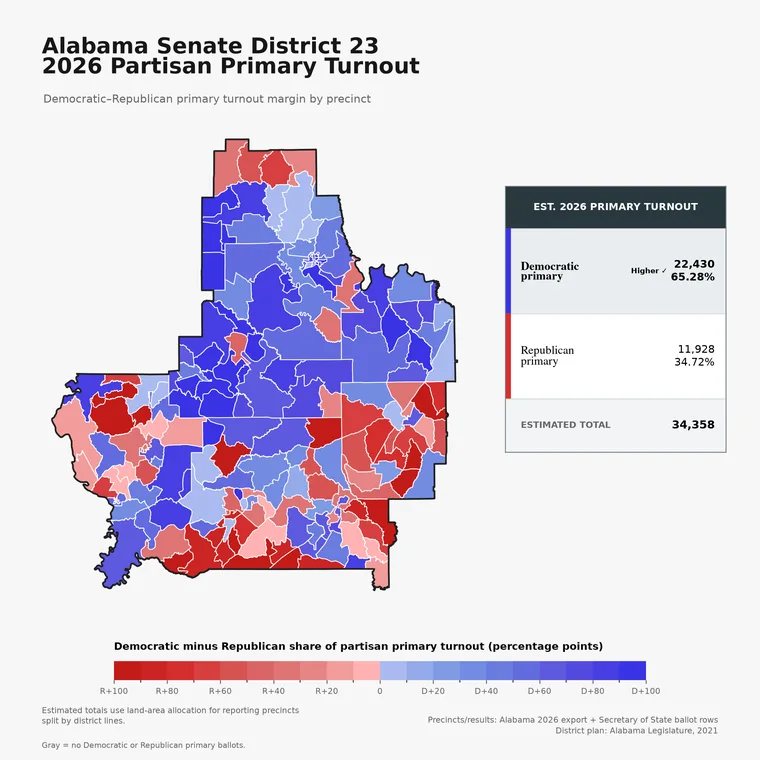 Alabama Senate District 23
2026 Partisan Primary Turnout
Democratic–Republican primary turnout margin by precinct
EST. 2026 PRIMARY TURNOUT
Democratic
primary
Higher ✓
22,430
65.28%
Republican
primary
11,928
34.72%
ESTIMATED TOTAL
34,358
Democratic minus Republican share of partisan primary turnout (percentage points)
R+100 R+80 R+60 R+40 R+20 0 D+20 D+40 D+60 D+80 D+100
Estimated totals use land-area allocation for reporting precincts
split by district lines.
Gray = no Democratic or Republican primary ballots.
Precincts/results: Alabama 2026 export + Secretary of State ballot rows
District plan: Alabama Legislature, 2021